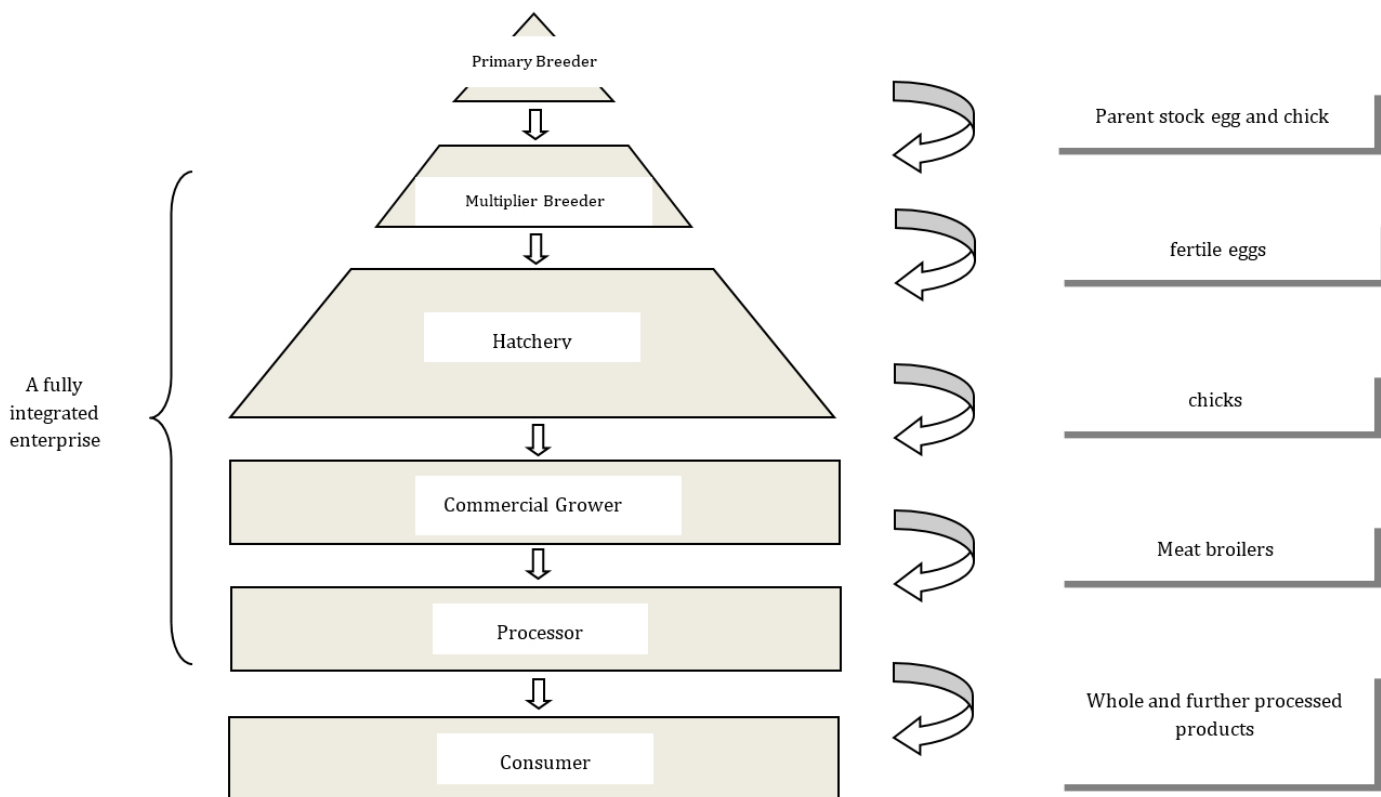 Primary Breeder
Parent stock egg and chick
Multiplier Breeder
fertile eggs
Hatchery
A fully
integrated
enterprise
chicks
Commercial Grower
Meat broilers
Processor
Whole and further processed
products
Consumer